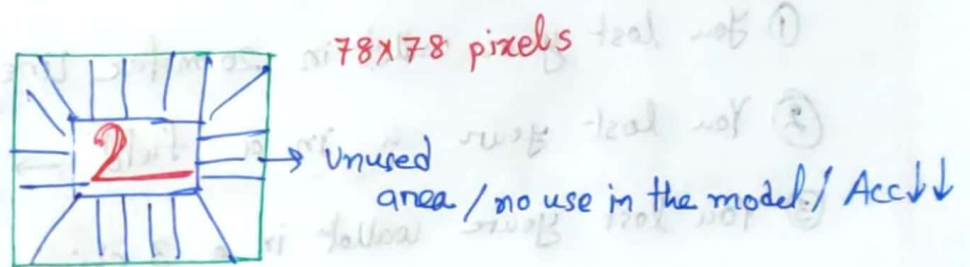 78x78 pixels
2
→ Unused
area / no use in the model / Acc↓↓